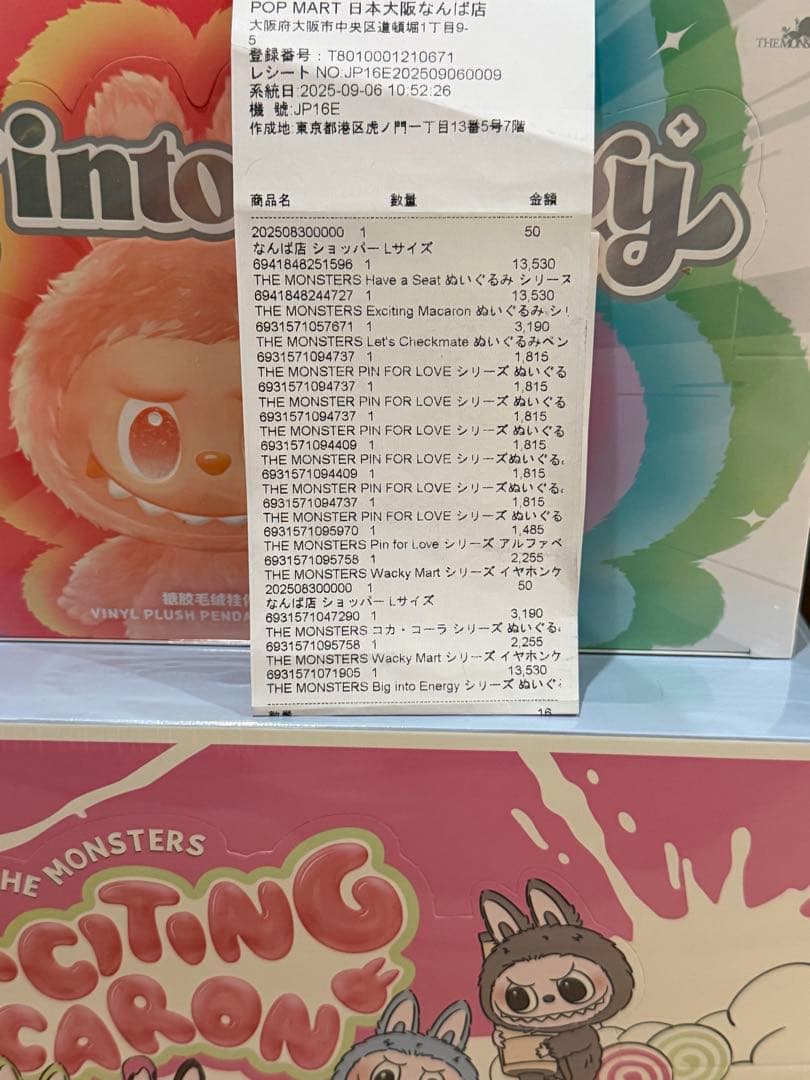 POP MART 日本大阪なんば店
大阪府大阪市中央区道頓堀1丁目9-
5
登録番号：T8010001210671
レシート NO:JP16E202509060009
系統日:2025-09-06 10:52:26
機 號:JP16E
作成地:東京都港区虎ノ門一丁目13番5号7階
商品名 數量 金額
202508300000 1 50
なんば店 ショッパー Lサイズ
6941848251596 1 13,530
THE MONSTERS Have a Seat ぬいぐるみ シリーズ
6941848244727 1 13,530
THE MONSTERS Exciting Macaron ぬいぐるみ シリ
6931571057671 1 3,190
THE MONSTERS Let's Checkmate ぬいぐるみペン
6931571094737 1 1,815
THE MONSTER PIN FOR LOVE シリーズ ぬいぐる
6931571094737 1 1,815
THE MONSTER PIN FOR LOVE シリーズ ぬいぐる
6931571094737 1 1,815
THE MONSTER PIN FOR LOVE シリーズ ぬいぐる
6931571094409 1 1,815
THE MONSTER PIN FOR LOVE シリーズ ぬいぐる
6931571094409 1 1,815
THE MONSTER PIN FOR LOVE シリーズ ぬいぐる
6931571094737 1 1,815
THE MONSTER PIN FOR LOVE シリーズ ぬいぐる
6931571095970 1 1,485
THE MONSTERS Pin for Love シリーズ アルファベ
6931571095758 1 2,255
THE MONSTERS Wacky Mart シリーズ イヤホンケ
202508300000 1 50
なんば店 ショッパー Lサイズ
6931571047290 1 3,190
THE MONSTERS コカ・コーラ シリーズ ぬいぐる
6931571095758 1 2,255
THE MONSTERS Wacky Mart シリーズ イヤホンケ
6931571071905 1 13,530
THE MONSTERS Big into Energy シリーズ ぬいぐ
数量 16
into
gy
THE MONS
糖胶毛绒挂
VINYL PLUSH PENDA
HE MONSTERS
CITING
CARON